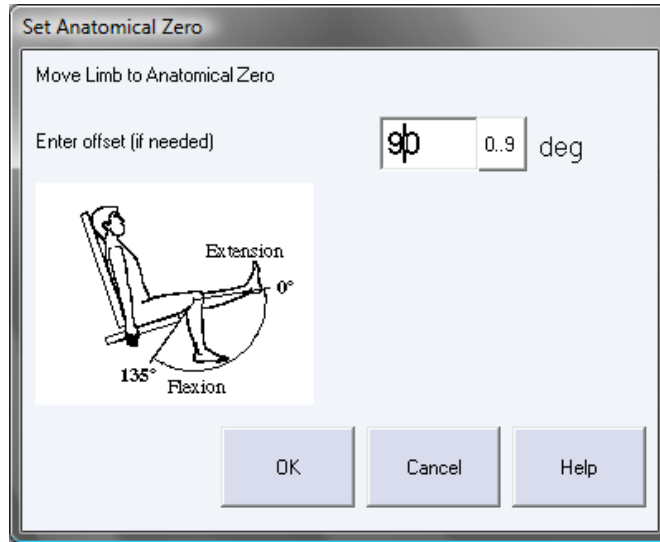 Set Anatomical Zero
Move Limb to Anatomical Zero
Enter offset (if needed)
90
0..9
deg
Extension
0°
135°
Flexion
OK
Cancel
Help